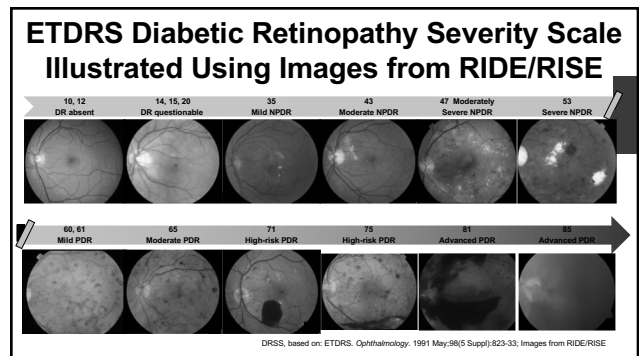 ETDRS Diabetic Retinopathy Severity Scale
Illustrated Using Images from RIDE/RISE
10, 12 14, 15, 20 35 43 47 Moderately 53
DR absent DR questionable Mild NPDR Moderate NPDR Severe NPDR Severe NPDR
60, 61 65 71 75 81 85
Mild PDR Moderate PDR High-risk PDR High-risk PDR Advanced PDR Advanced PDR
DRSS, based on: ETDRS. Ophthalmology. 1991 May;98(5 Suppl):823-33; Images from RIDE/RISE